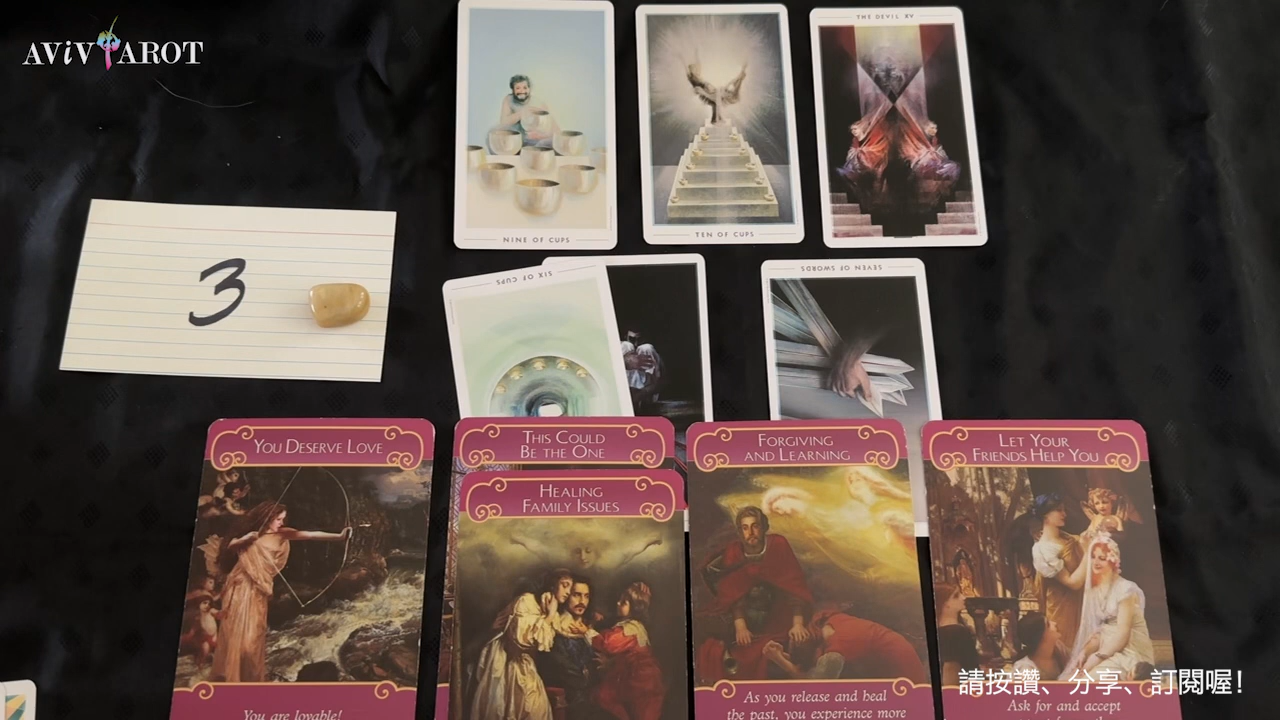 AViVTAROT
THE DEVIL XV
NINE OF CUPS
TEN OF CUPS
3
SIX OF CUPS
SEVEN OF SWORDS
YOU DESERVE LOVE
THIS COULD
BE THE ONE
HEALING
FAMILY ISSUES
FORGIVING
AND LEARNING
LET YOUR
FRIENDS HELP YOU
You are lovable!
As you release and heal
the past, you experience more
Ask for and accept
請按讚、分享、訂閱喔!